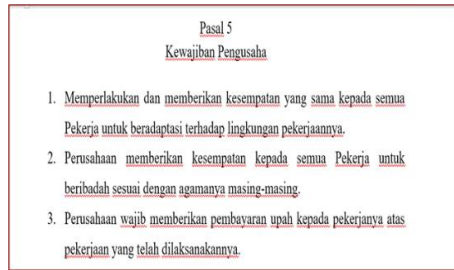 Pasal 5
Kewajiban Pengusaha
1. Memperlakukan dan memberikan kesempatan yang sama kepada semua
Pekerja untuk beradaptasi terhadap lingkungan pekerjaannya.
2. Perusahaan memberikan kesempatan kepada semua Pekerja untuk
beribadah sesuai dengan agamanya masing-masing.
3. Perusahaan wajib memberikan pembayaran upah kepada pekerjanya atas
pekerjaan yang telah dilaksanakannya.